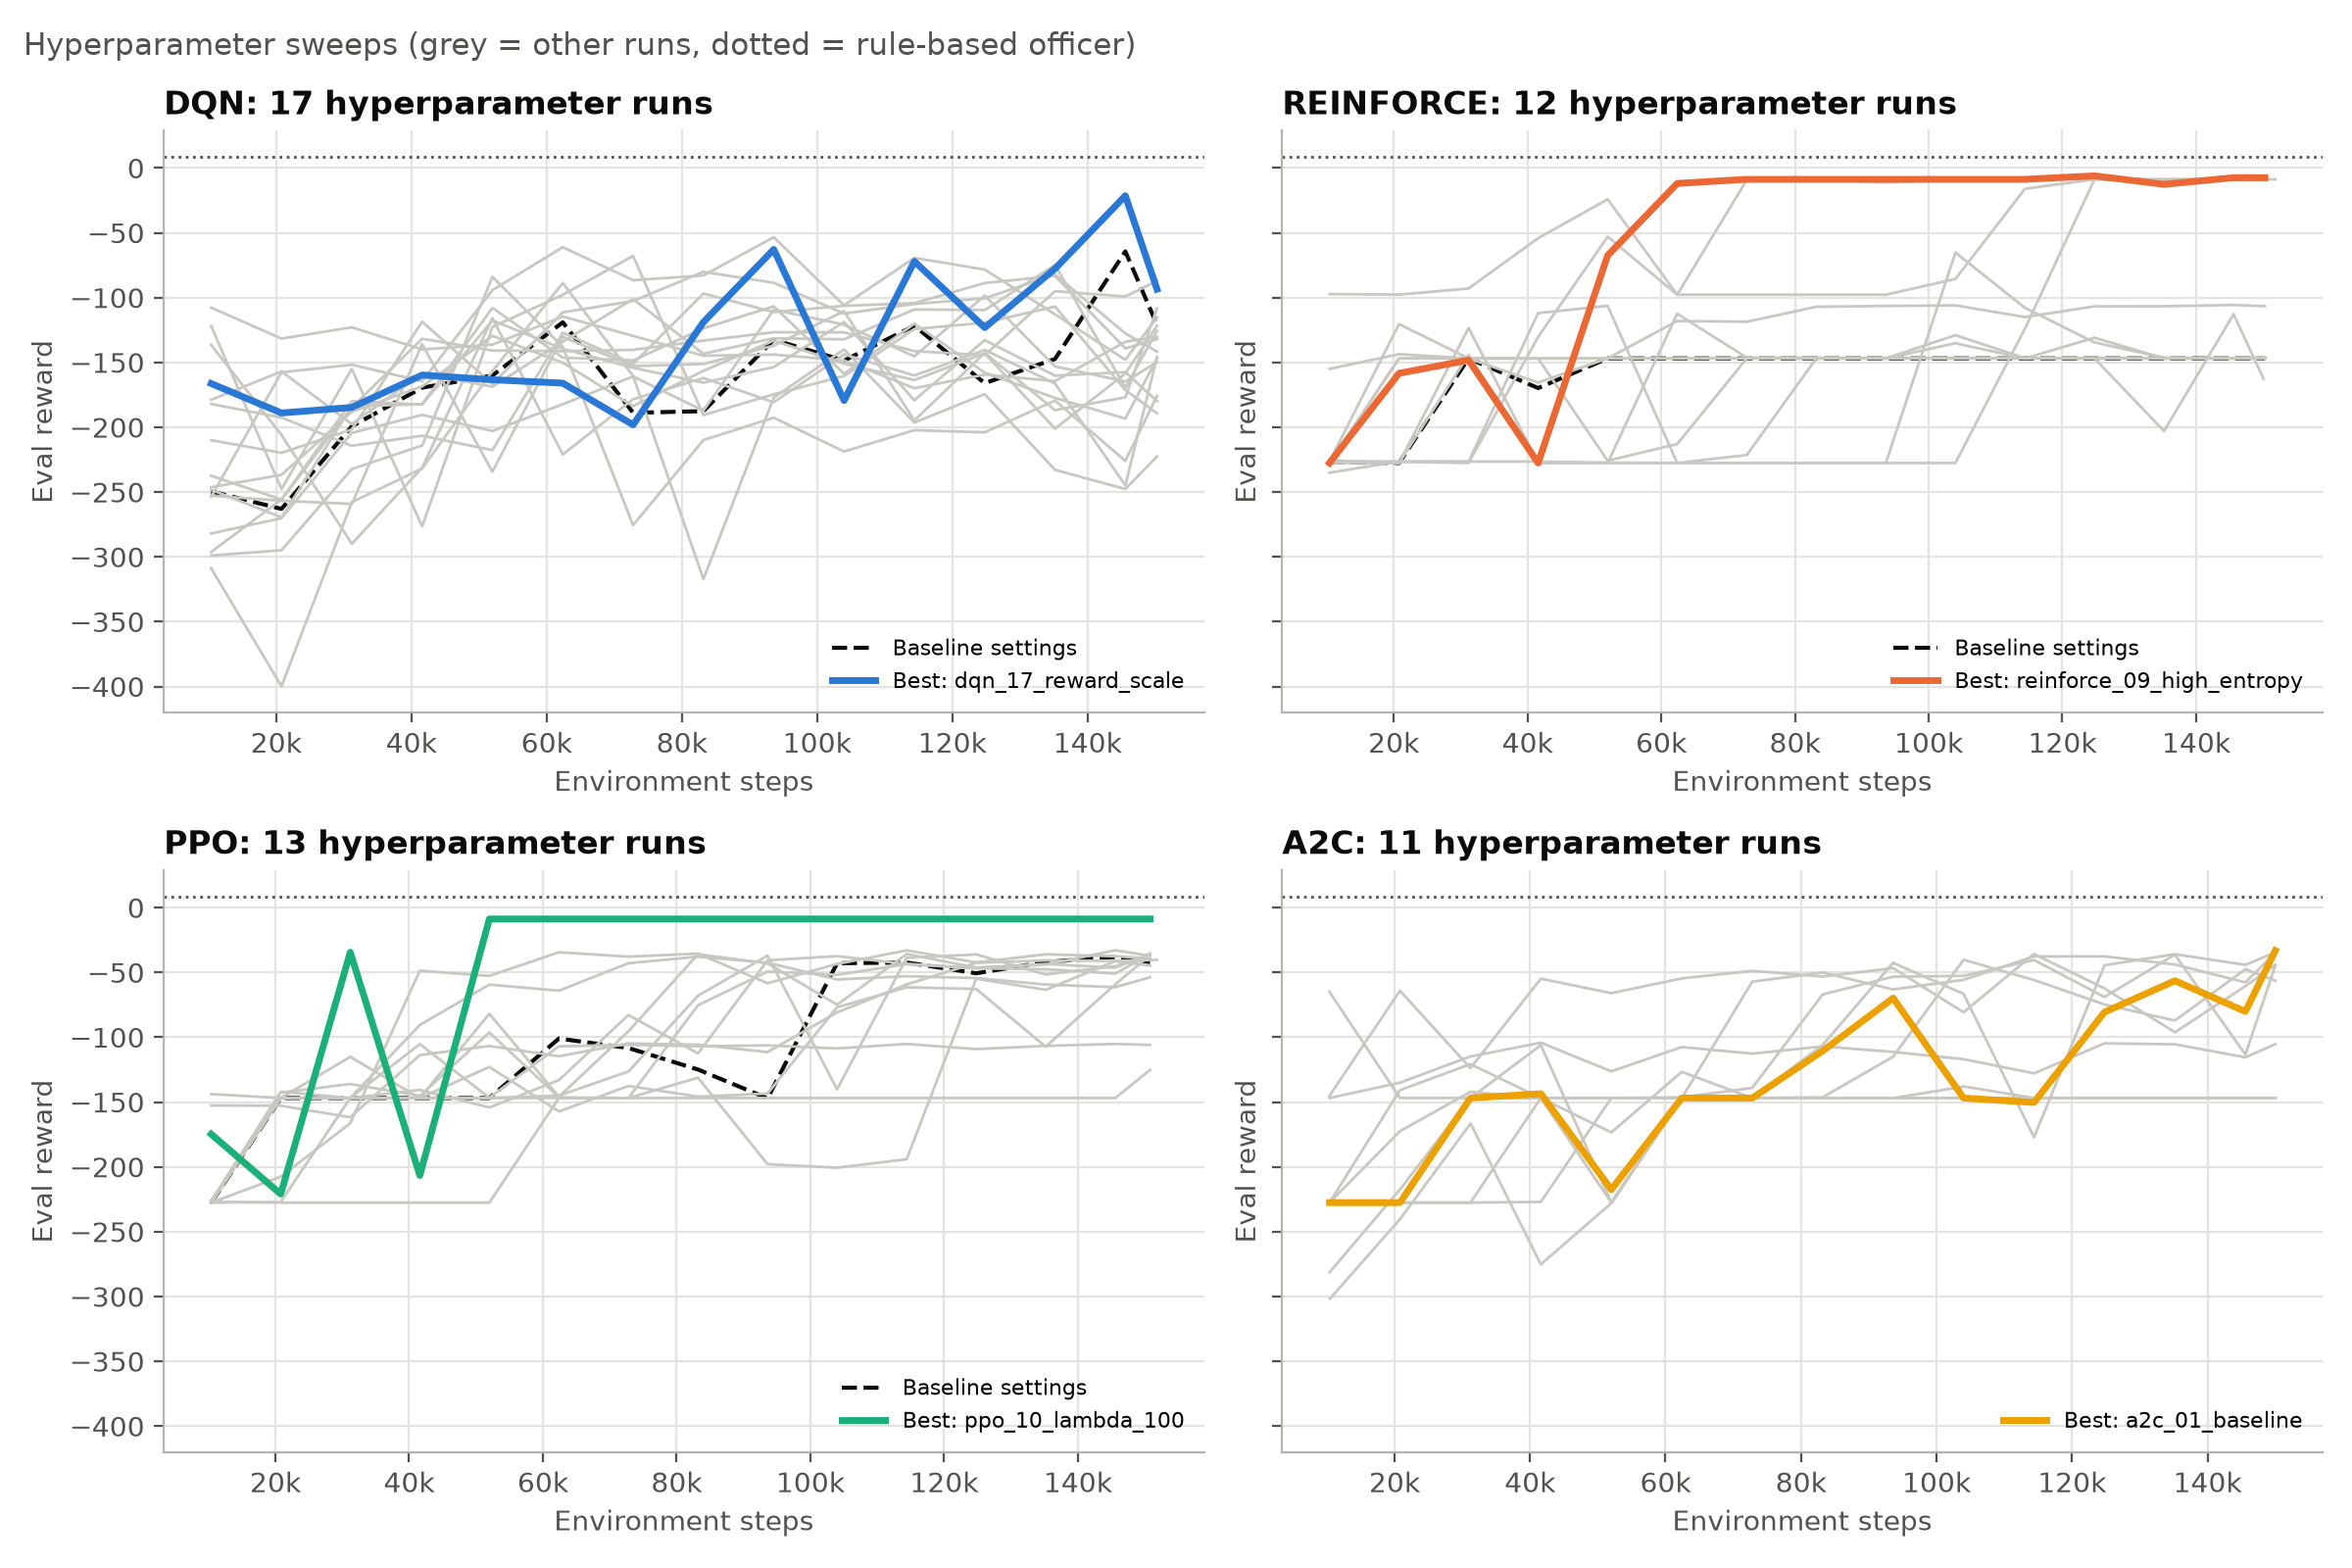 Hyperparameter sweeps (grey = other runs, dotted = rule-based officer)
DQN: 17 hyperparameter runs
0
−50
−100
−150
−200
−250
−300
−350
−400
Eval reward
Baseline settings
Best: dqn_17_reward_scale
20k 40k 60k 80k 100k 120k 140k
Environment steps
REINFORCE: 12 hyperparameter runs
Eval reward
Baseline settings
Best: reinforce_09_high_entropy
20k 40k 60k 80k 100k 120k 140k
Environment steps
PPO: 13 hyperparameter runs
0
−50
−100
−150
−200
−250
−300
−350
−400
Eval reward
Baseline settings
Best: ppo_10_lambda_100
20k 40k 60k 80k 100k 120k 140k
Environment steps
A2C: 11 hyperparameter runs
Eval reward
Best: a2c_01_baseline
20k 40k 60k 80k 100k 120k 140k
Environment steps